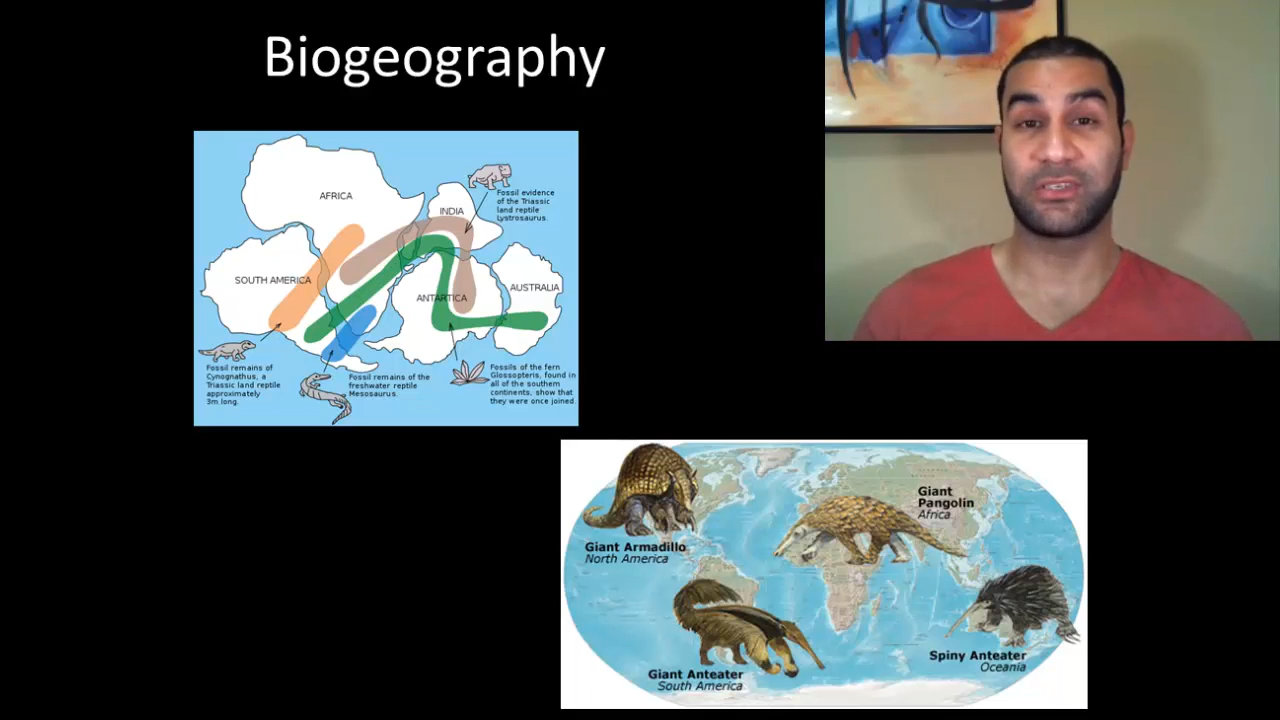 Biogeography
AFRICA
INDIA
Fossil evidence
of the Triassic
land reptile
Lystrosaurus.
SOUTH AMERICA
ANTARTICA
AUSTRALIA
Fossil remains of
Cynognathus, a
Triassic land reptile
approximately
3m long.
Fossil remains of the
freshwater reptile
Mesosaurus.
Fossils of the fern
Glossopteris, found in
all of the southern
continents, show that
they were once joined.
Giant
Pangolin
Africa
Giant Armadillo
North America
Spiny Anteater
Oceania
Giant Anteater
South America